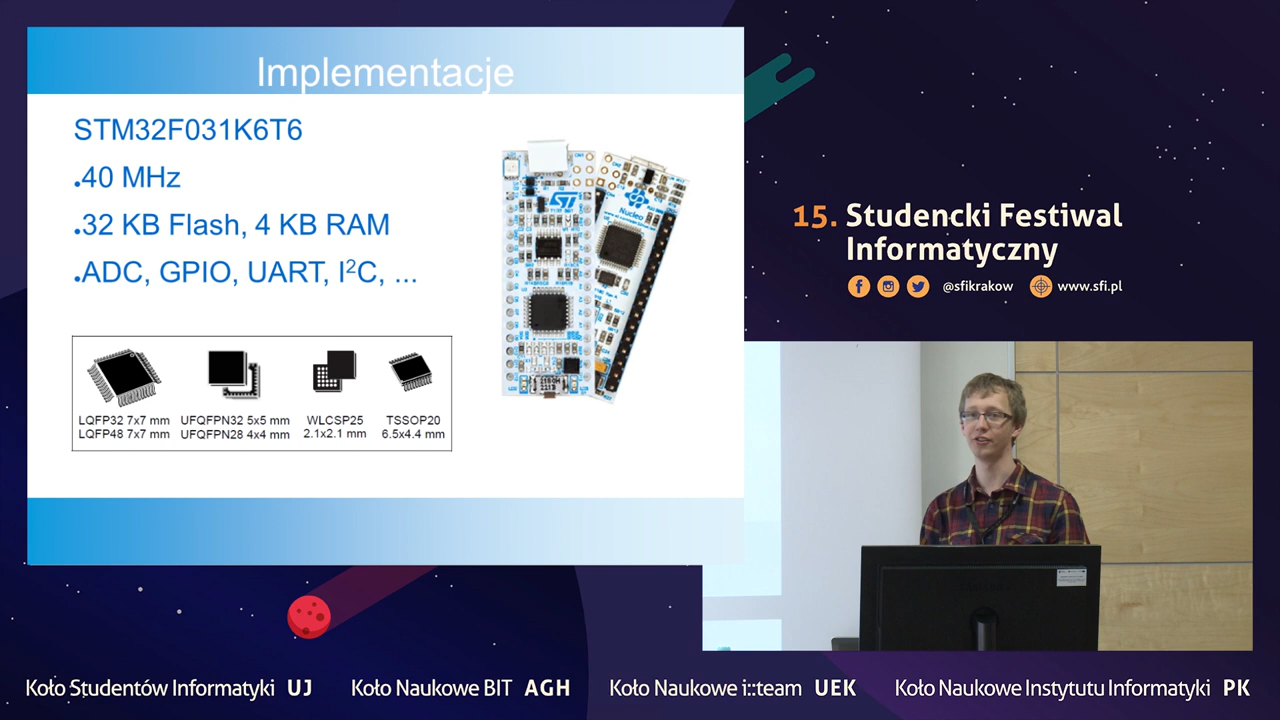 Implementacje
STM32F031K6T6
.40 MHz
.32 KB Flash, 4 KB RAM
.ADC, GPIO, UART, I²C, ...
LQFP32 7x7 mm
LQFP48 7x7 mm
UFQFPN32 5x5 mm
UFQFPN28 4x4 mm
WLCSP25
2.1x2.1 mm
TSSOP20
6.5x4.4 mm
ST
Nucleo
15. Studencki Festiwal
Informatyczny
@sfikrakow
www.sfi.pl
Koło Studentów Informatyki UJ
Koło Naukowe BIT AGH
Koło Naukowe i::team UEK
Koło Naukowe Instytutu Informatyki PK